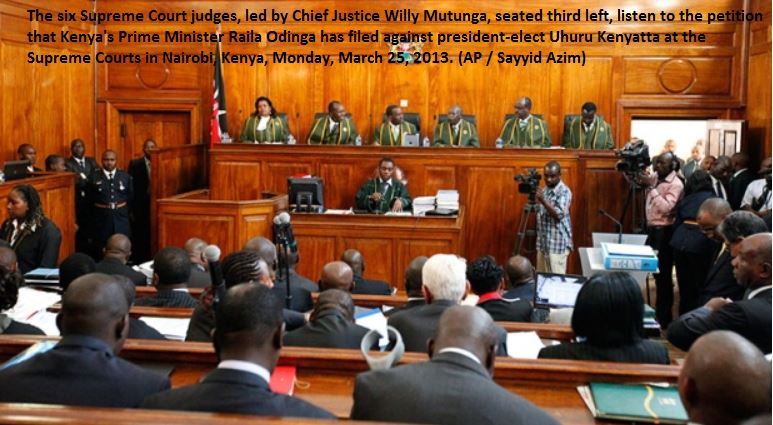 The six Supreme Court judges, led by Chief Justice Willy Mutunga, seated third left, listen to the petition
that Kenya's Prime Minister Raila Odinga has filed against president-elect Uhuru Kenyatta at the
Supreme Courts in Nairobi, Kenya, Monday, March 25, 2013. (AP / Sayyid Azim)